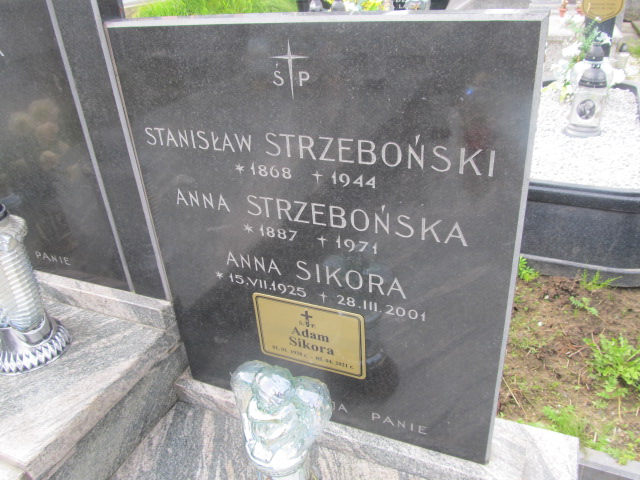 Ś P
STANISŁAW STRZEBOŃSKI
*1868 +1944
ANNA STRZEBOŃSKA
*1887 +1971
ANNA SIKORA
*15.VII.1925 +28.III.2001
Adam
Sikora
PANIE
PANIE